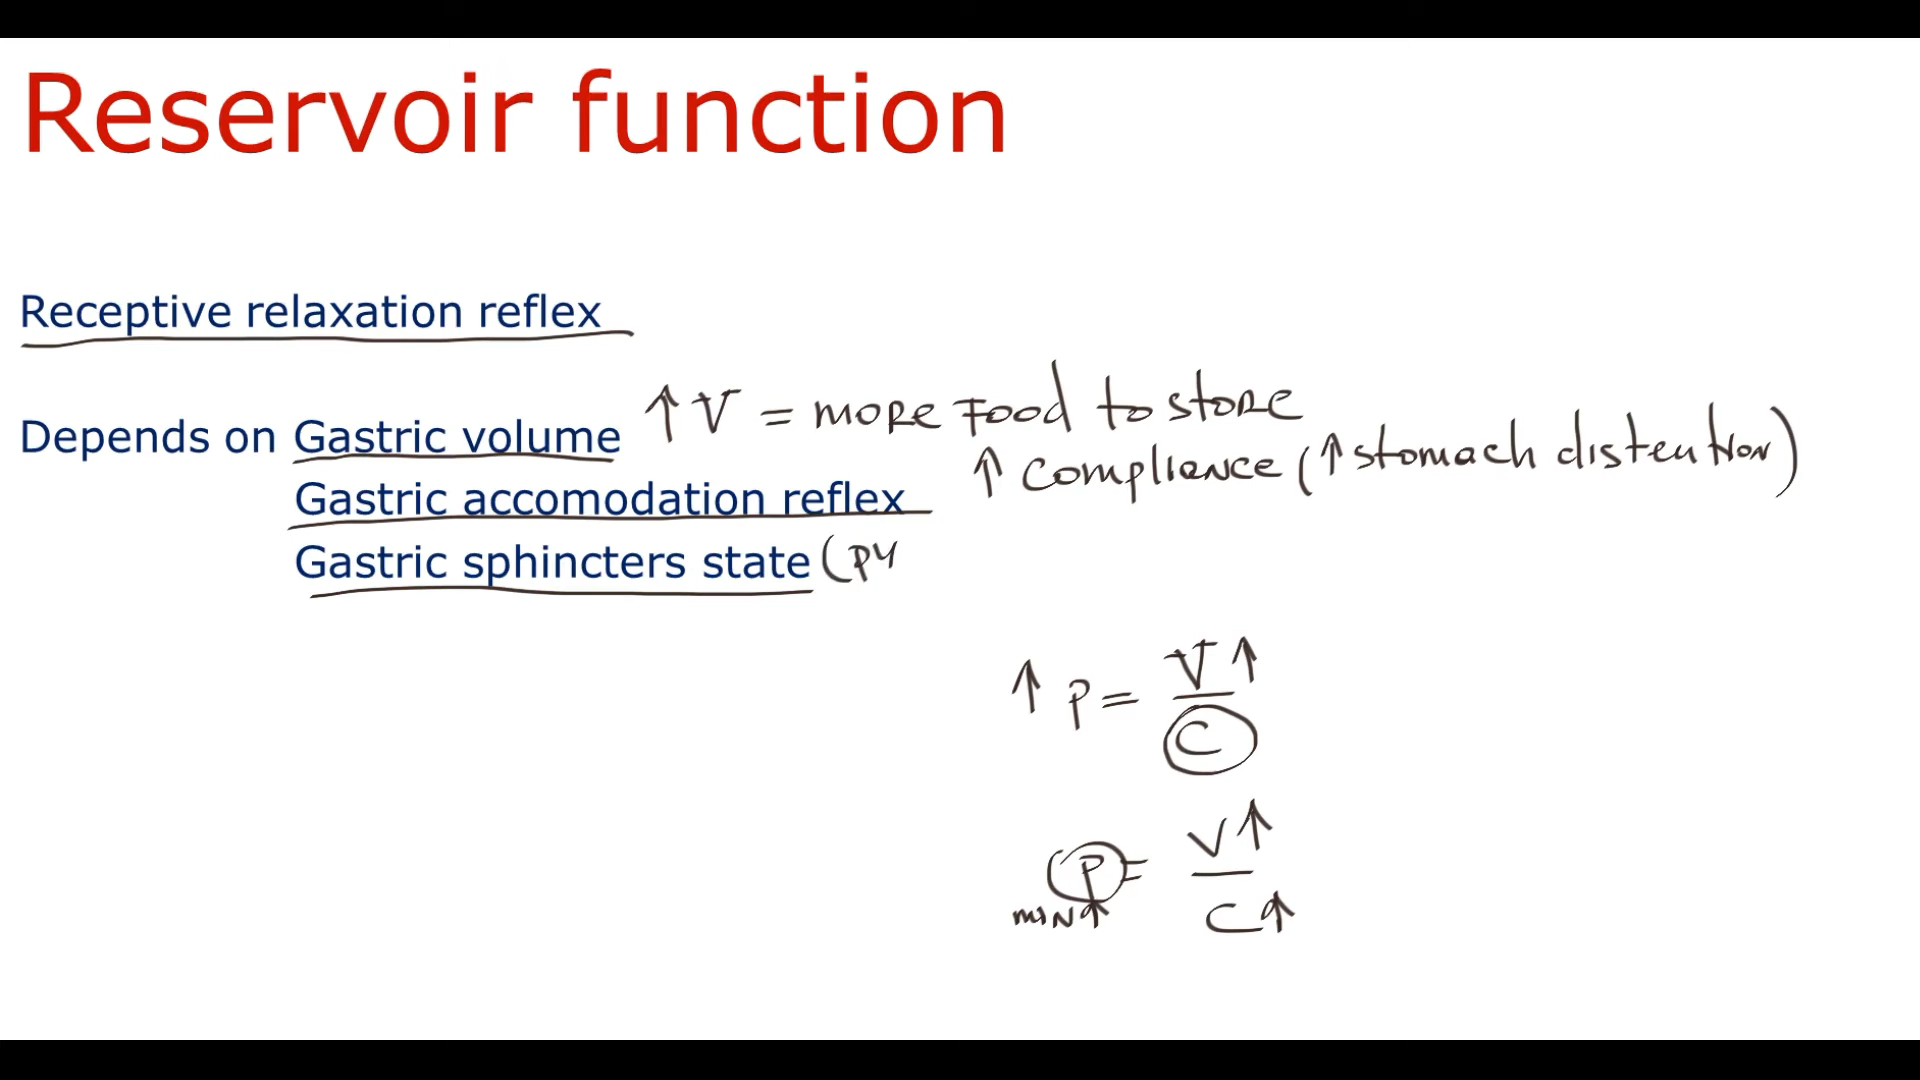 Reservoir function
Receptive relaxation reflex
↑ V = more Food to store
Depends on Gastric volume
↑ compliance (↑ stomach distention)
Gastric accomodation reflex
Gastric sphincters state (py
↑ P = V↑ / C
P = V↑ / C↑
min↑